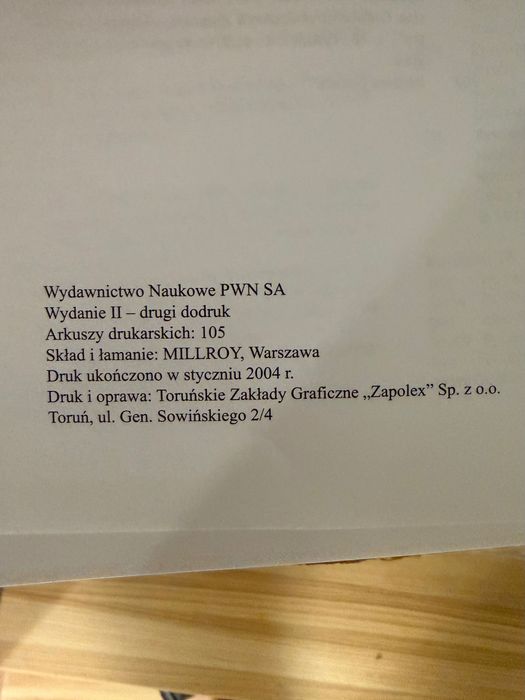 Wydawnictwo Naukowe PWN SA
Wydanie II – drugi dodruk
Arkuszy drukarskich: 105
Skład i łamanie: MILLROY, Warszawa
Druk ukończono w styczniu 2004 r.
Druk i oprawa: Toruńskie Zakłady Graficzne „Zapolex” Sp. z o.o.
Toruń, ul. Gen. Sowińskiego 2/4